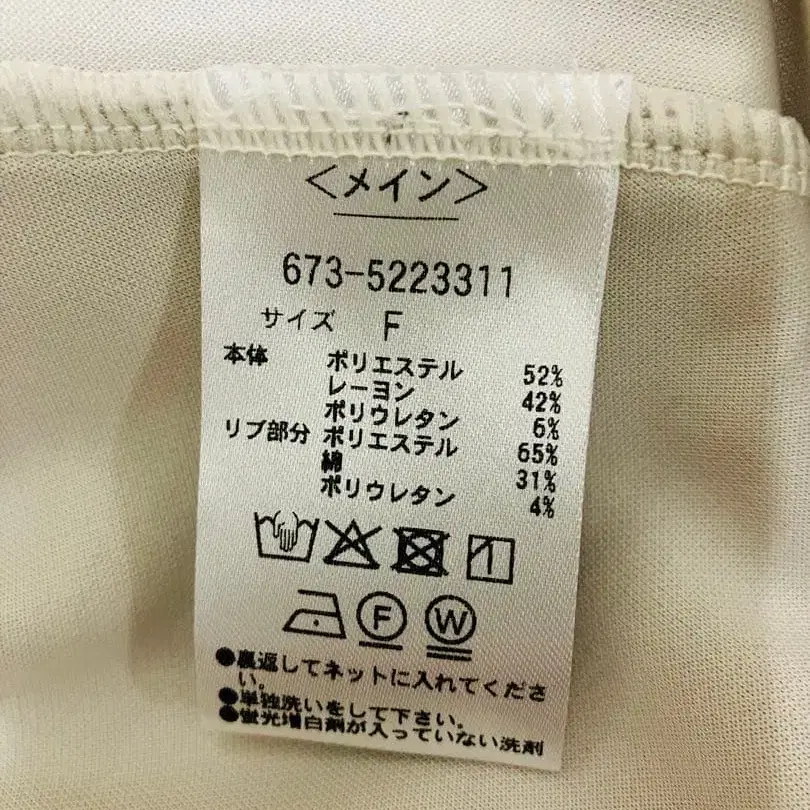 <メイン>
673-5223311
サイズ F
本体 ポリエステル 52%
レーヨン 42%
ポリウレタン 6%
リブ部分 ポリエステル 65%
綿 31%
ポリウレタン 4%
F W
●裏返してネットに入れてくださ
い。
●単独洗いをして下さい。
●蛍光増白剤が入っていない洗剤